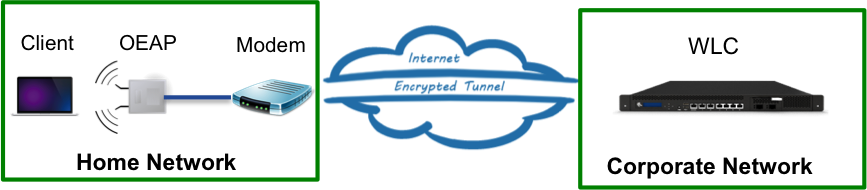 Client
OEAP
Modem
Home Network
Internet
Encrypted Tunnel
WLC
Corporate Network